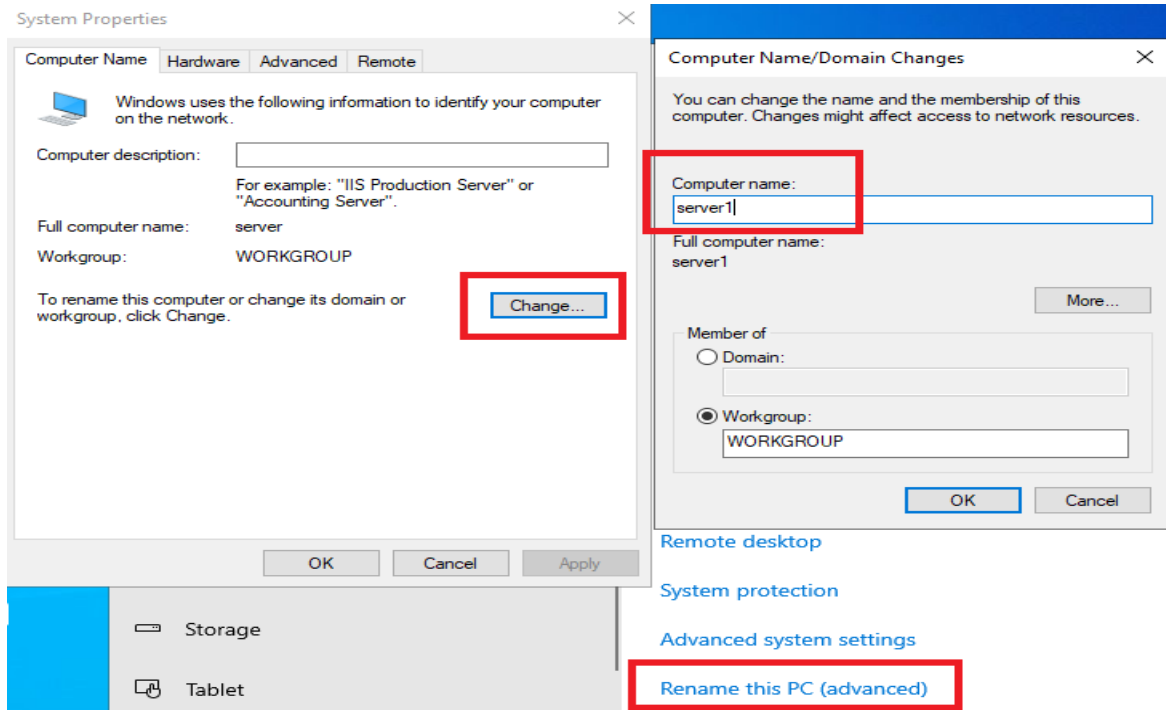 System Properties
Computer Name
Hardware
Advanced
Remote
Windows uses the following information to identify your computer
on the network.
Computer description:
For example: "IIS Production Server" or
"Accounting Server".
Full computer name: server
Workgroup: WORKGROUP
To rename this computer or change its domain or
workgroup, click Change.
Change...
OK
Cancel
Apply
Storage
Tablet
Computer Name/Domain Changes
You can change the name and the membership of this
computer. Changes might affect access to network resources.
Computer name:
server1
Full computer name:
server1
More...
Member of
Domain:
Workgroup:
WORKGROUP
OK
Cancel
Remote desktop
System protection
Advanced system settings
Rename this PC (advanced)